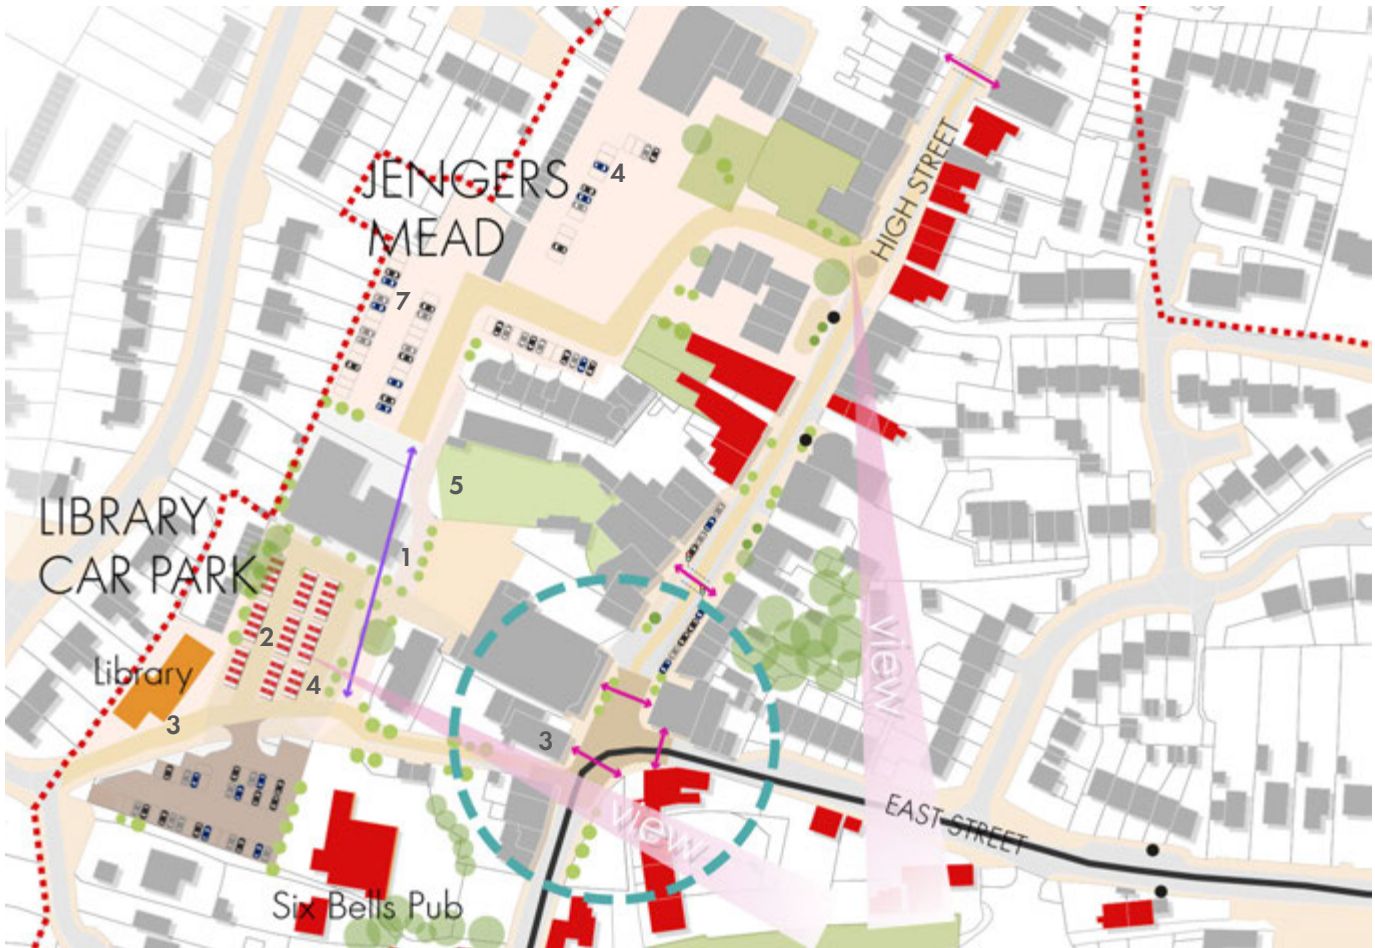 JENGERS
MEAD
4
HIGH STREET
7
LIBRARY
CAR PARK
5
1
2
Library
4
3
3
view
view
EAST STREET
Six Bells Pub